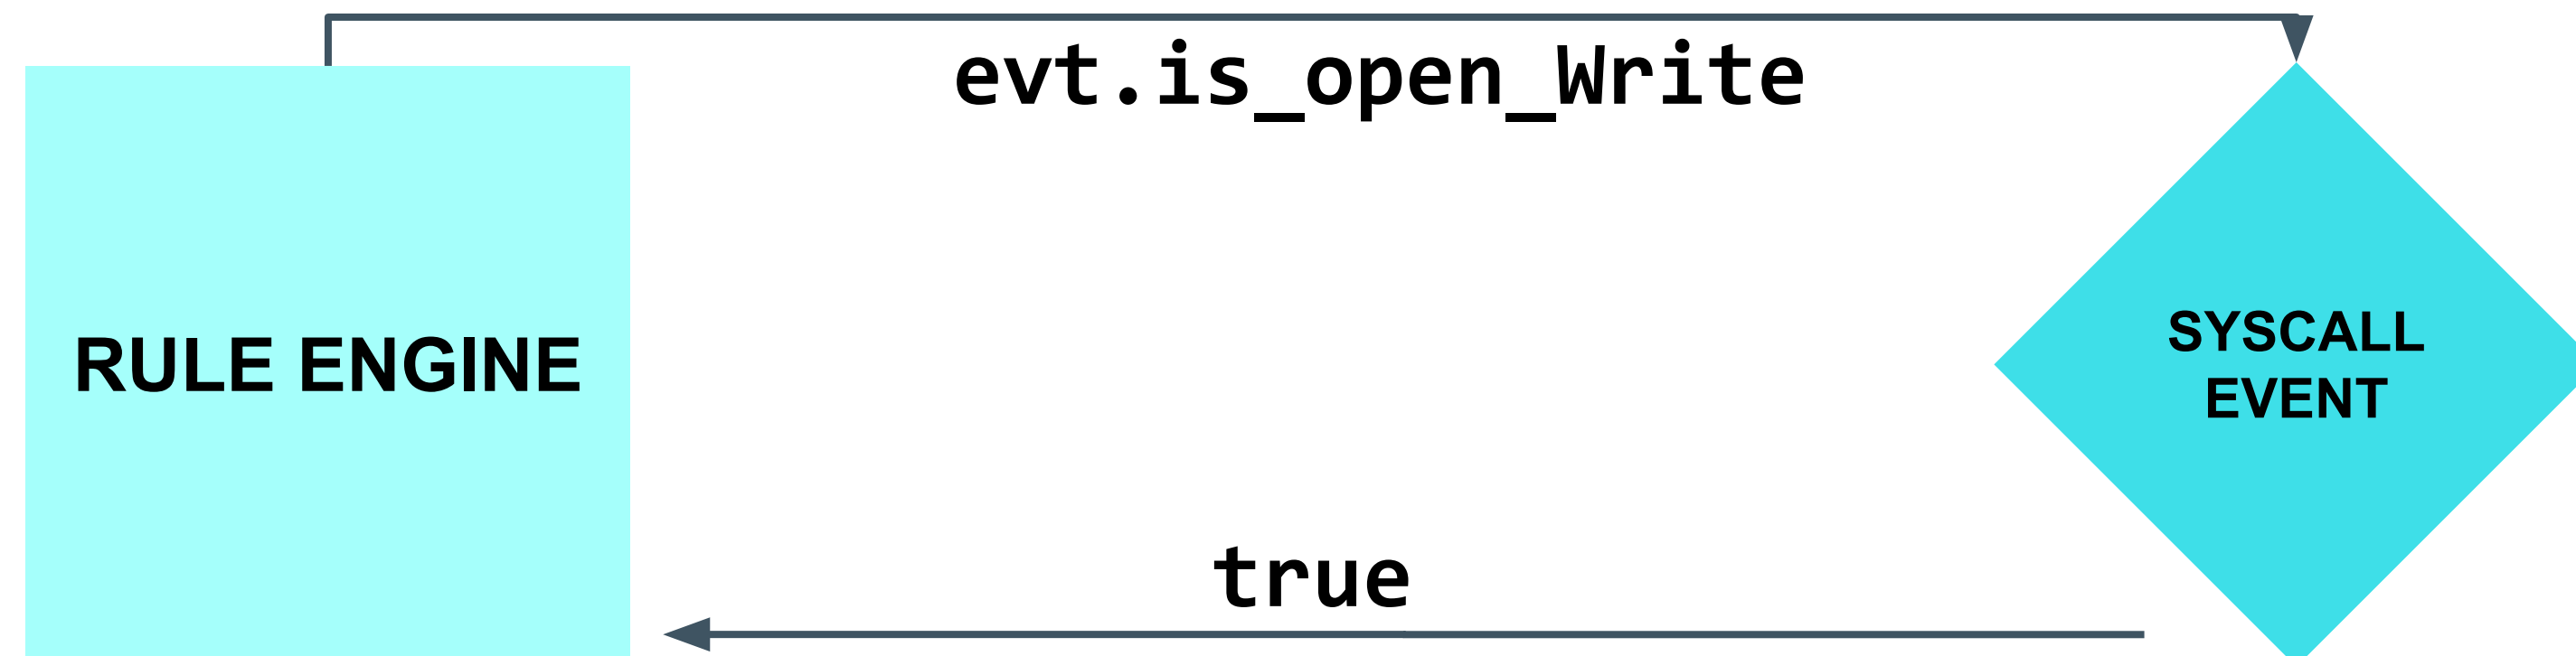 evt.is_open_Write
RULE ENGINE
SYSCALL
EVENT
true